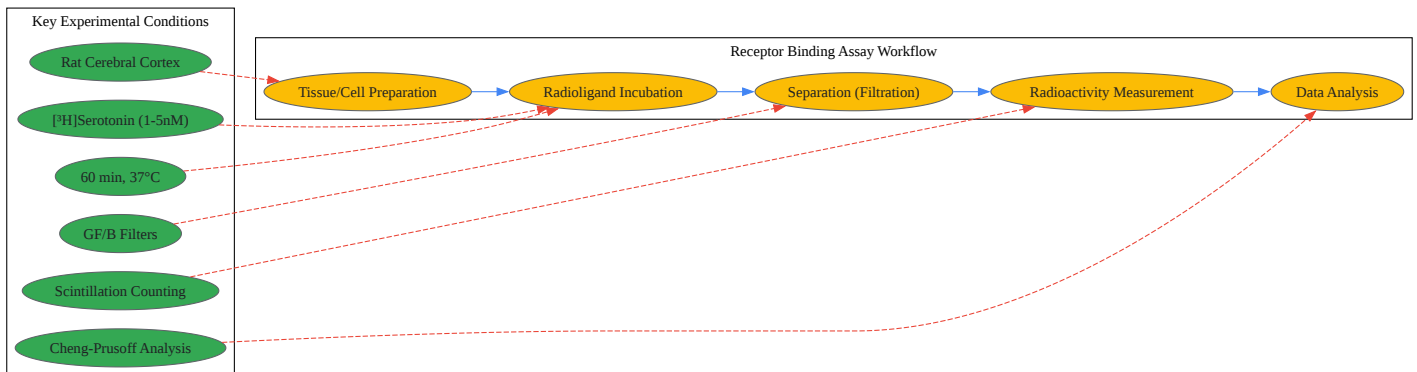 Key Experimental Conditions
Rat Cerebral Cortex
[³H]Serotonin (1-5nM)
60 min, 37°C
GF/B Filters
Scintillation Counting
Cheng-Prusoff Analysis
Receptor Binding Assay Workflow
Tissue/Cell Preparation
Radioligand Incubation
Separation (Filtration)
Radioactivity Measurement
Data Analysis